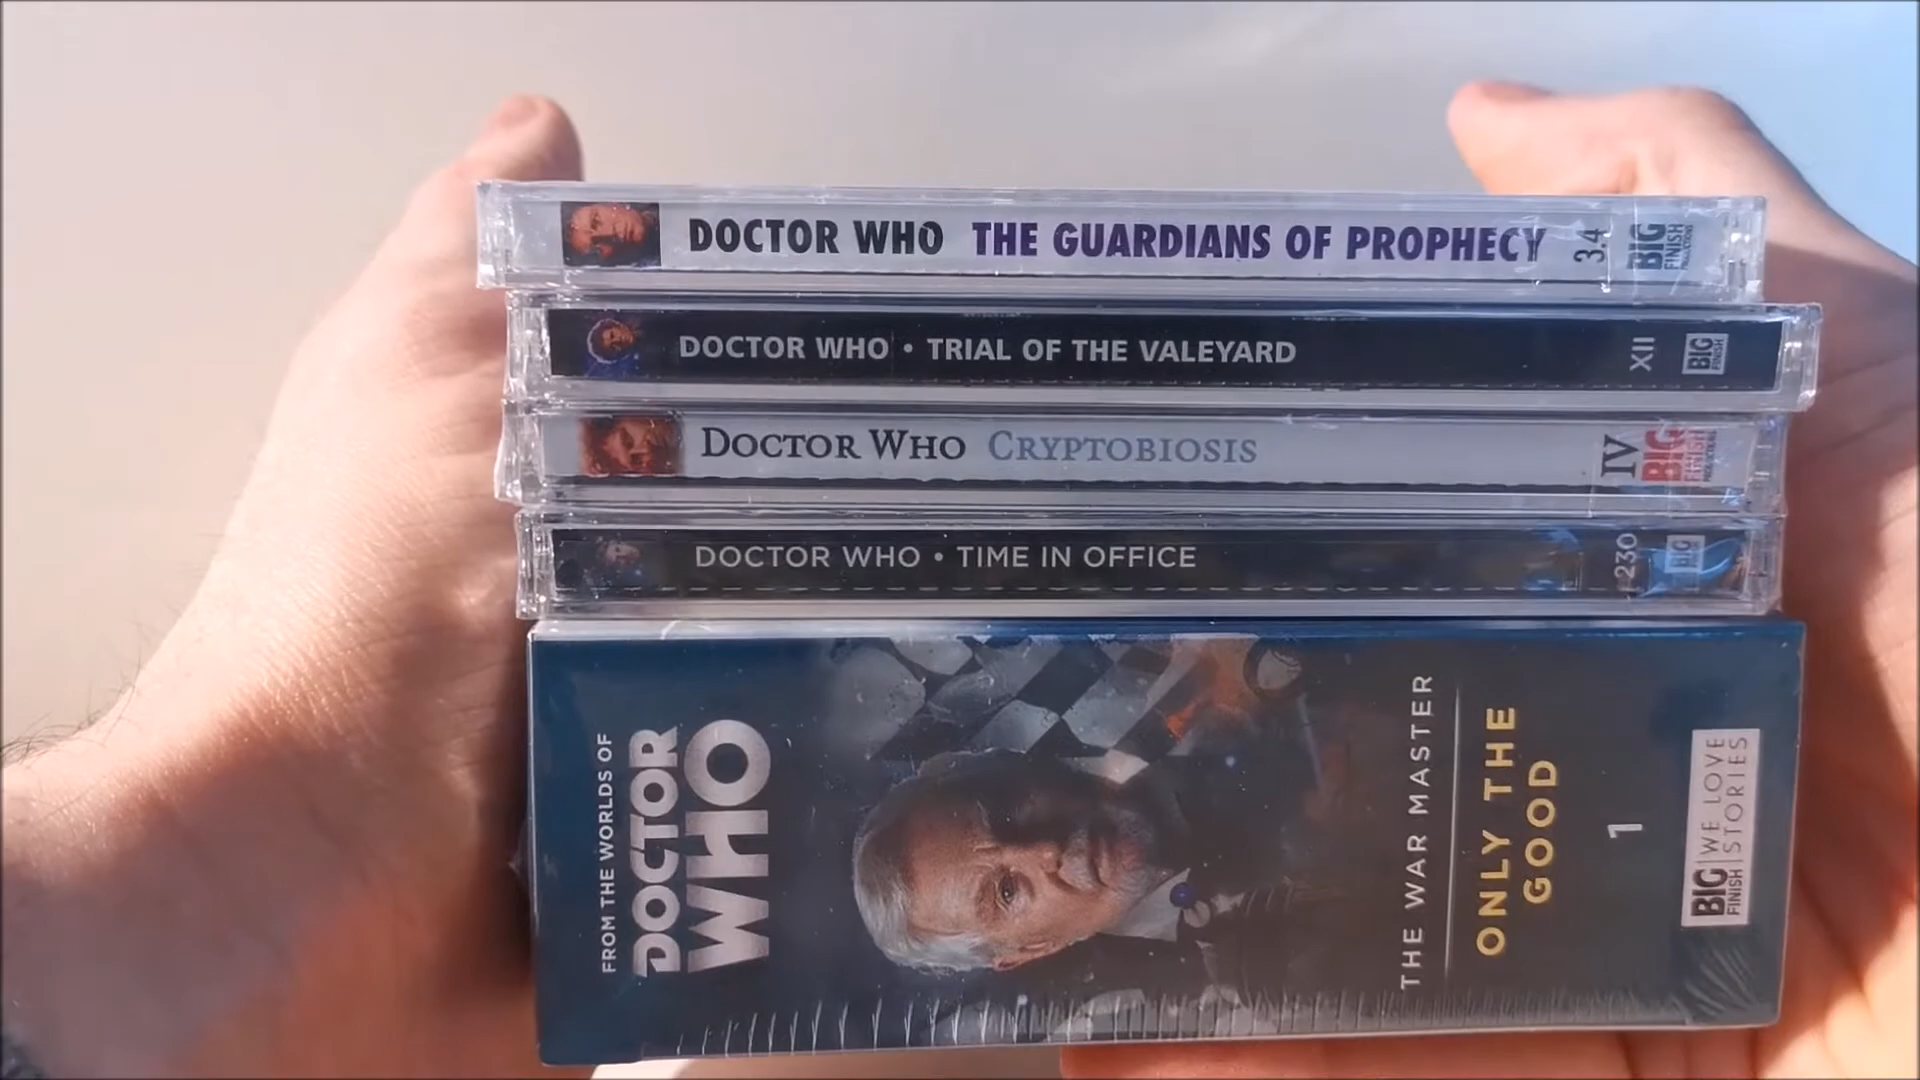 DOCTOR WHO THE GUARDIANS OF PROPHECY 3.4 BIG FINISH PRODUCTIONS
DOCTOR WHO • TRIAL OF THE VALEYARD XII BIG FINISH
DOCTOR WHO CRYPTOBIOSIS IV BIG FINISH
DOCTOR WHO • TIME IN OFFICE 230 BIG
FROM THE WORLDS OF
DOCTOR
WHO
THE WAR MASTER
ONLY THE
GOOD
1
BIG FINISH WE LOVE STORIES